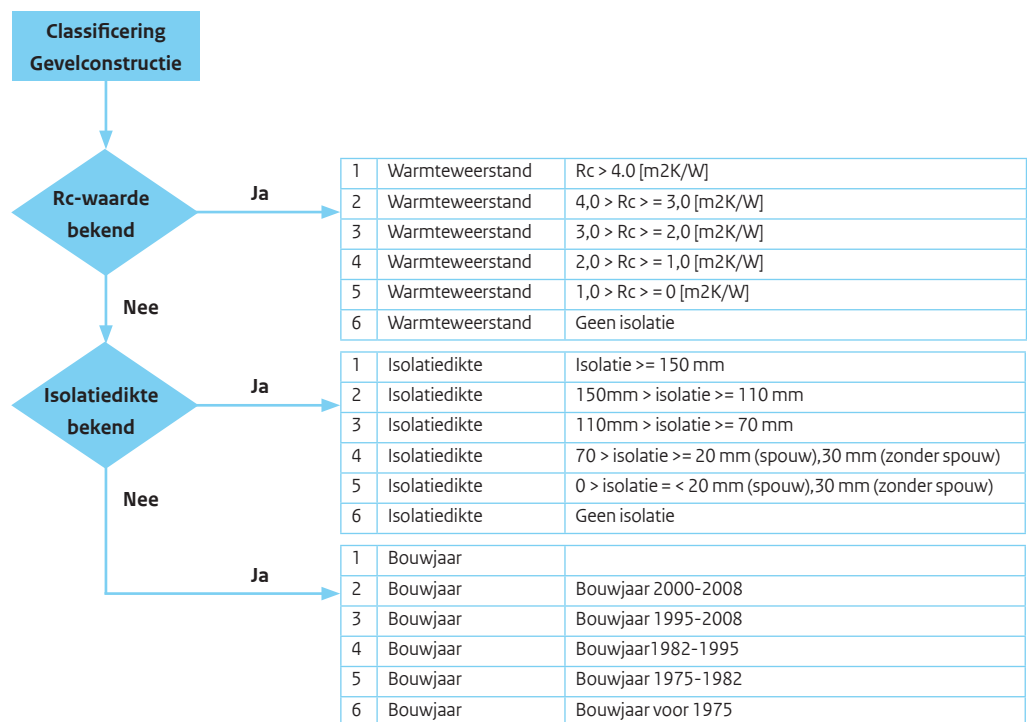 Classificering
Gevelconstructie
Rc-waarde
bekend
Ja
1 Warmteweerstand Rc > 4.0 [m2K/W]
2 Warmteweerstand 4,0 > Rc > = 3,0 [m2K/W]
3 Warmteweerstand 3,0 > Rc > = 2,0 [m2K/W]
4 Warmteweerstand 2,0 > Rc > = 1,0 [m2K/W]
5 Warmteweerstand 1,0 > Rc > = 0 [m2K/W]
6 Warmteweerstand Geen isolatie
Nee
Isolatiedikte
bekend
Ja
1 Isolatiedikte Isolatie >= 150 mm
2 Isolatiedikte 150mm > isolatie >= 110 mm
3 Isolatiedikte 110mm > isolatie >= 70 mm
4 Isolatiedikte 70 > isolatie >= 20 mm (spouw),30 mm (zonder spouw)
5 Isolatiedikte 0 > isolatie = < 20 mm (spouw),30 mm (zonder spouw)
6 Isolatiedikte Geen isolatie
Nee
Ja
1 Bouwjaar
2 Bouwjaar Bouwjaar 2000-2008
3 Bouwjaar Bouwjaar 1995-2008
4 Bouwjaar Bouwjaar1982-1995
5 Bouwjaar Bouwjaar 1975-1982
6 Bouwjaar Bouwjaar voor 1975